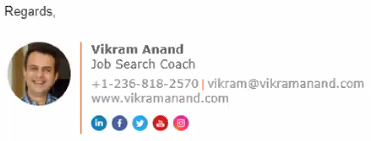 Regards,
Vikram Anand
Job Search Coach
+1-236-818-2570 | vikram@vikramanand.com
www.vikramanand.com